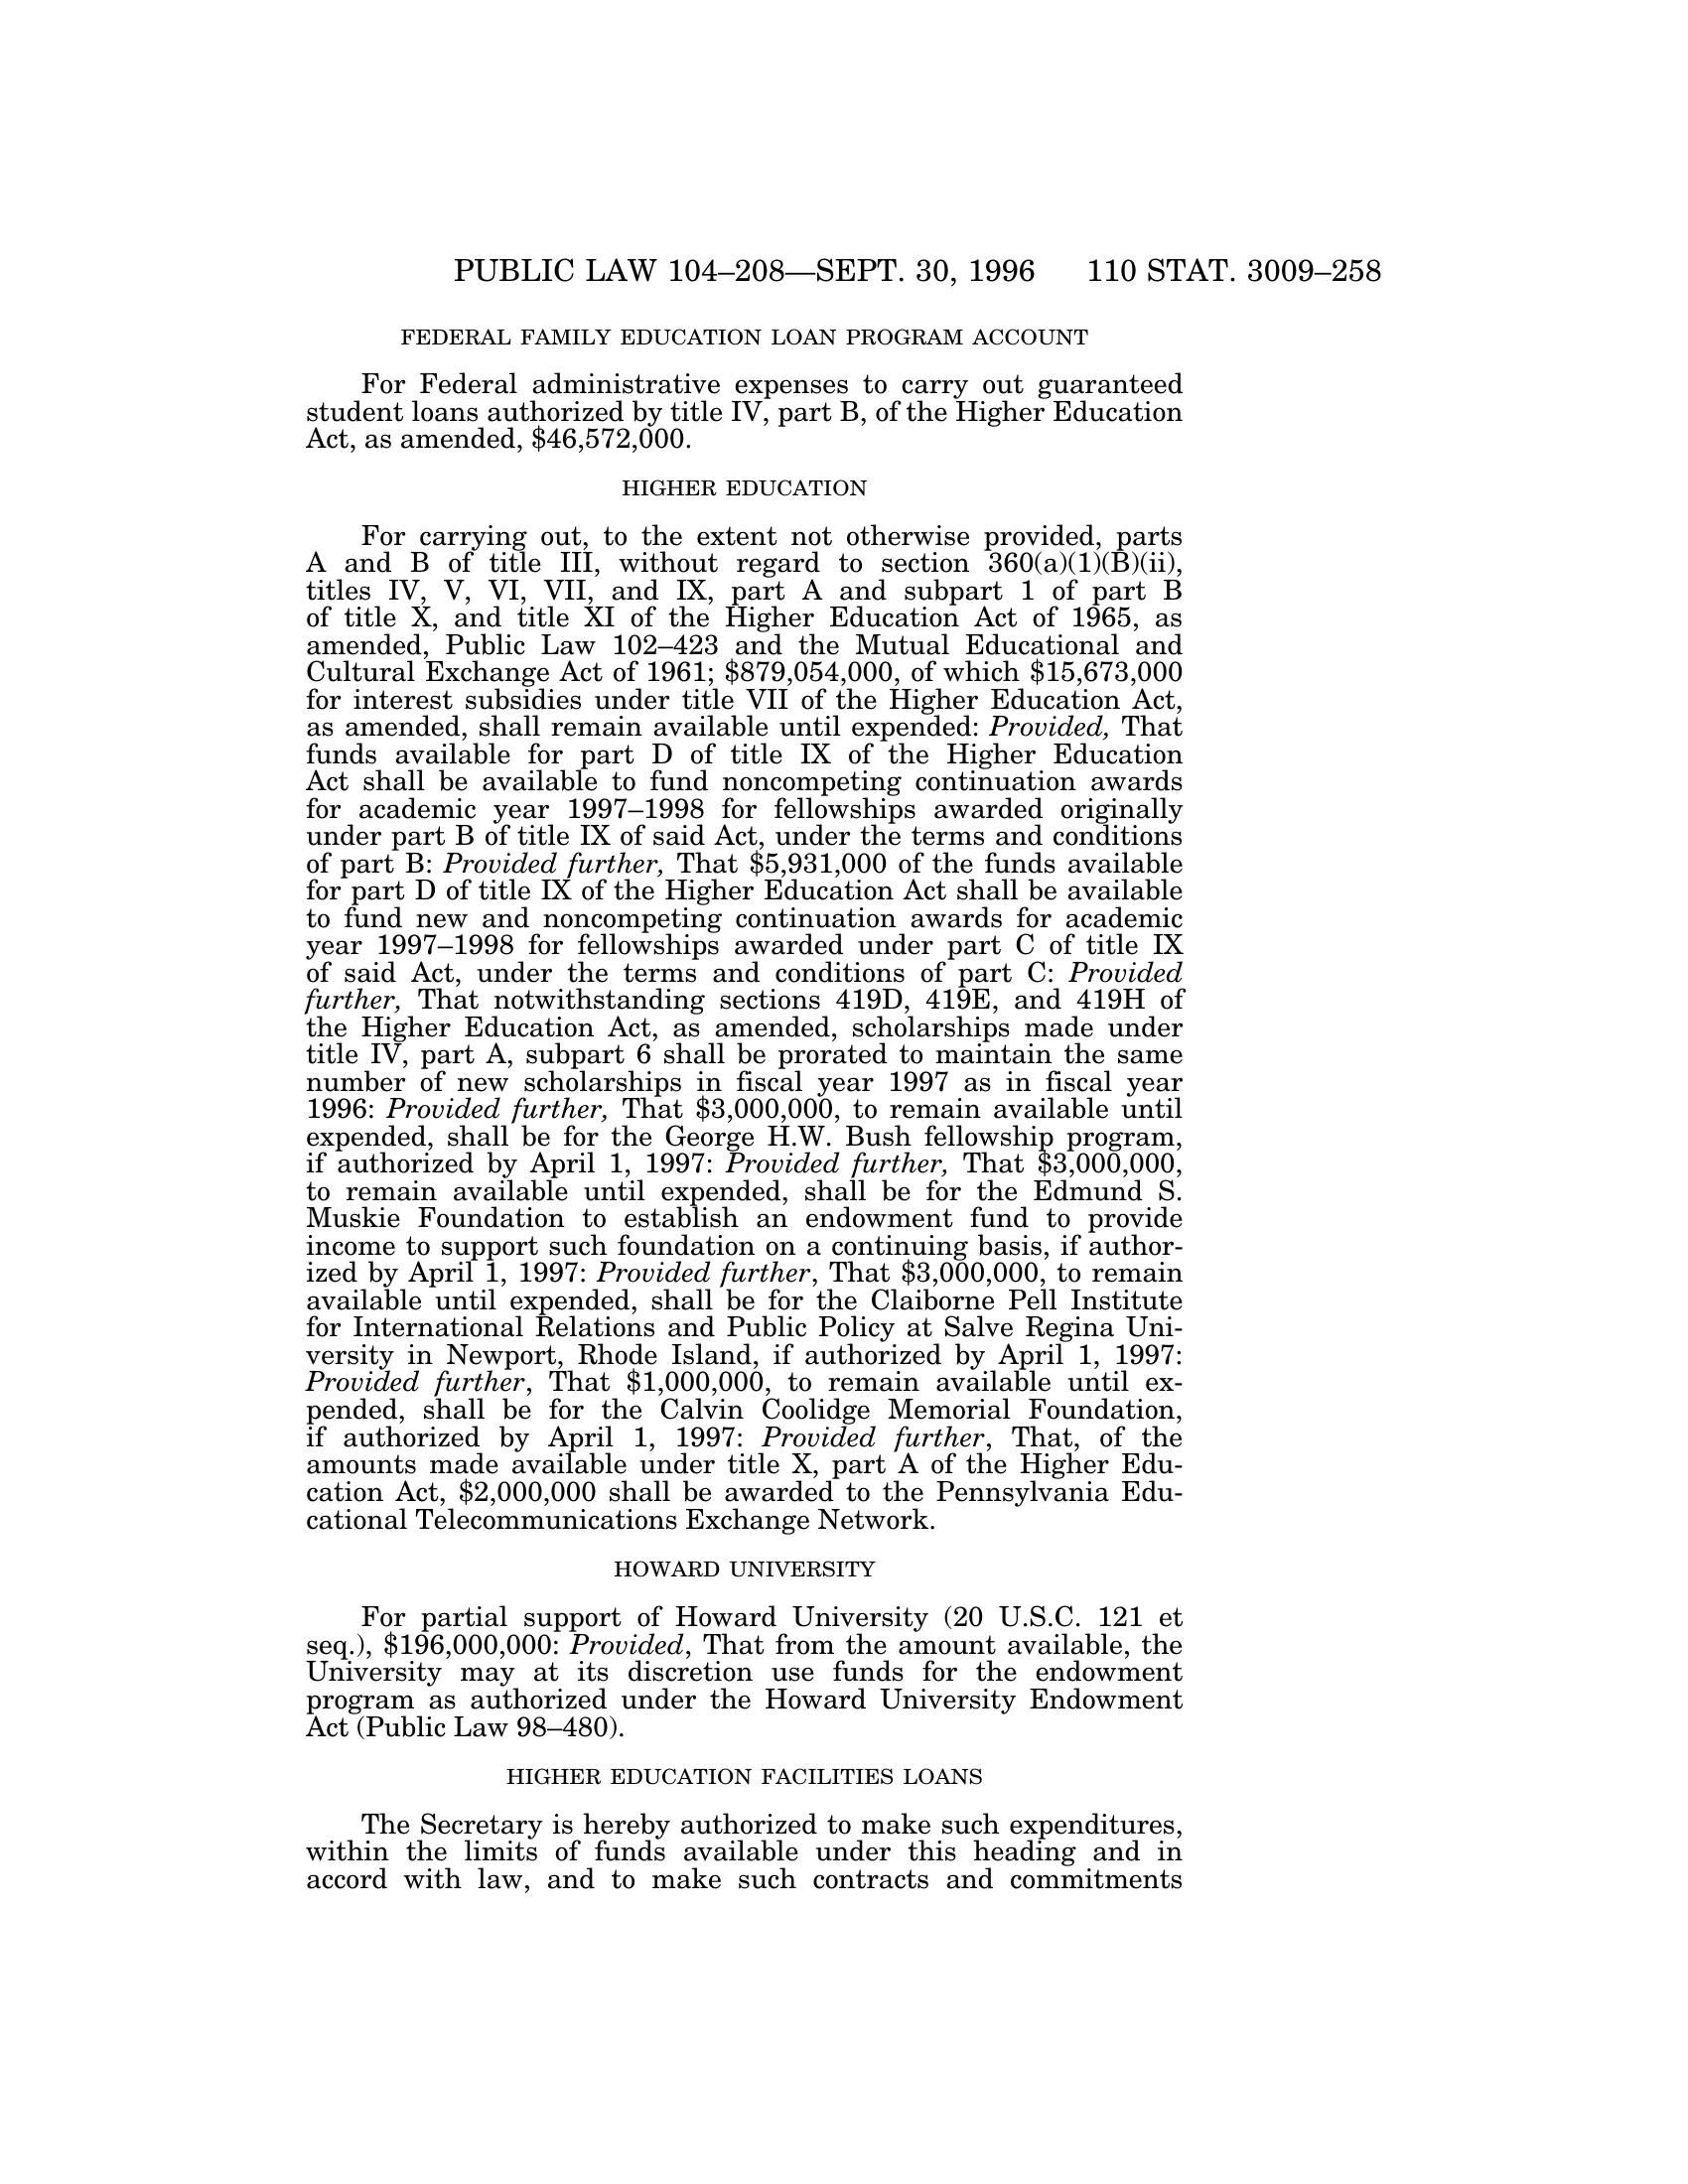 PUBLIC LAW 104–208—SEPT. 30, 1996 110 STAT. 3009–258
FEDERAL FAMILY EDUCATION LOAN PROGRAM ACCOUNT
For Federal administrative expenses to carry out guaranteed
student loans authorized by title IV, part B, of the Higher Education
Act, as amended, $46,572,000.
HIGHER EDUCATION
For carrying out, to the extent not otherwise provided, parts
A and B of title III, without regard to section 360(a)(1)(B)(ii),
titles IV, V, VI, VII, and IX, part A and subpart 1 of part B
of title X, and title XI of the Higher Education Act of 1965, as
amended, Public Law 102–423 and the Mutual Educational and
Cultural Exchange Act of 1961; $879,054,000, of which $15,673,000
for interest subsidies under title VII of the Higher Education Act,
as amended, shall remain available until expended: Provided, That
funds available for part D of title IX of the Higher Education
Act shall be available to fund noncompeting continuation awards
for academic year 1997–1998 for fellowships awarded originally
under part B of title IX of said Act, under the terms and conditions
of part B: Provided further, That $5,931,000 of the funds available
for part D of title IX of the Higher Education Act shall be available
to fund new and noncompeting continuation awards for academic
year 1997–1998 for fellowships awarded under part C of title IX
of said Act, under the terms and conditions of part C: Provided
further, That notwithstanding sections 419D, 419E, and 419H of
the Higher Education Act, as amended, scholarships made under
title IV, part A, subpart 6 shall be prorated to maintain the same
number of new scholarships in fiscal year 1997 as in fiscal year
1996: Provided further, That $3,000,000, to remain available until
expended, shall be for the George H.W. Bush fellowship program,
if authorized by April 1, 1997: Provided further, That $3,000,000,
to remain available until expended, shall be for the Edmund S.
Muskie Foundation to establish an endowment fund to provide
income to support such foundation on a continuing basis, if author-
ized by April 1, 1997: Provided further, That $3,000,000, to remain
available until expended, shall be for the Claiborne Pell Institute
for International Relations and Public Policy at Salve Regina Uni-
versity in Newport, Rhode Island, if authorized by April 1, 1997:
Provided further, That $1,000,000, to remain available until ex-
pended, shall be for the Calvin Coolidge Memorial Foundation,
if authorized by April 1, 1997: Provided further, That, of the
amounts made available under title X, part A of the Higher Edu-
cation Act, $2,000,000 shall be awarded to the Pennsylvania Edu-
cational Telecommunications Exchange Network.
HOWARD UNIVERSITY
For partial support of Howard University (20 U.S.C. 121 et
seq.), $196,000,000: Provided, That from the amount available, the
University may at its discretion use funds for the endowment
program as authorized under the Howard University Endowment
Act (Public Law 98–480).
HIGHER EDUCATION FACILITIES LOANS
The Secretary is hereby authorized to make such expenditures,
within the limits of funds available under this heading and in
accord with law, and to make such contracts and commitments